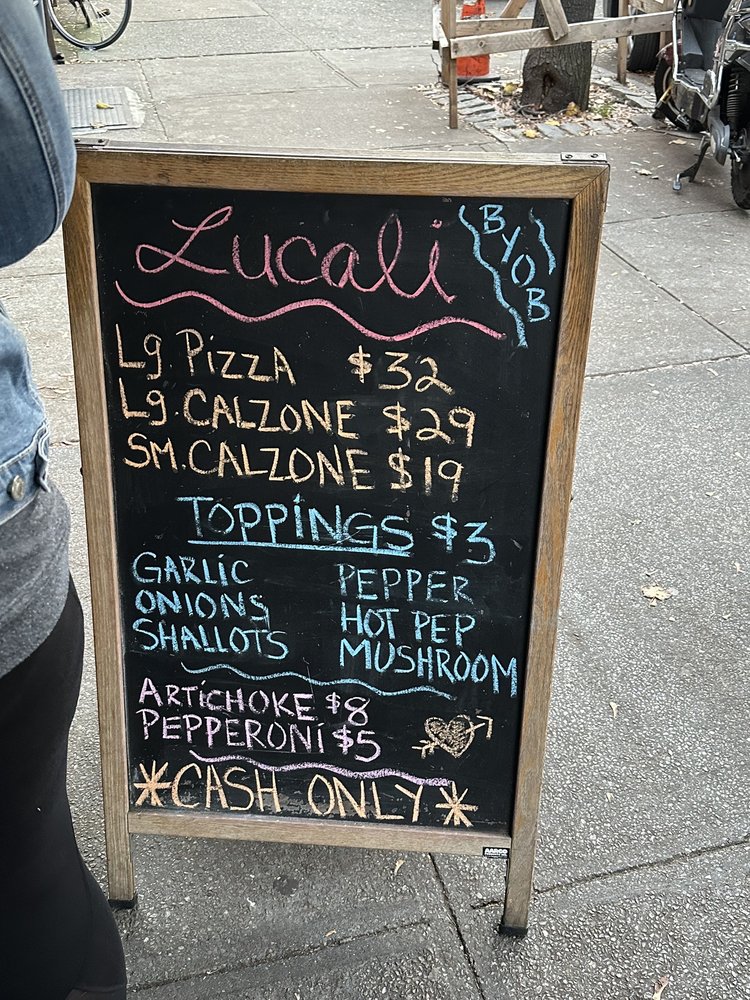 Lucali
BYOB
Lg. PIZZA $32
Lg. CALZONE $29
SM. CALZONE $19
TOPPINGS $3
GARLIC PEPPER
ONIONS HOT PEP
SHALLOTS MUSHROOM
ARTICHOKE $8
PEPPERONI $5
*CASH ONLY*